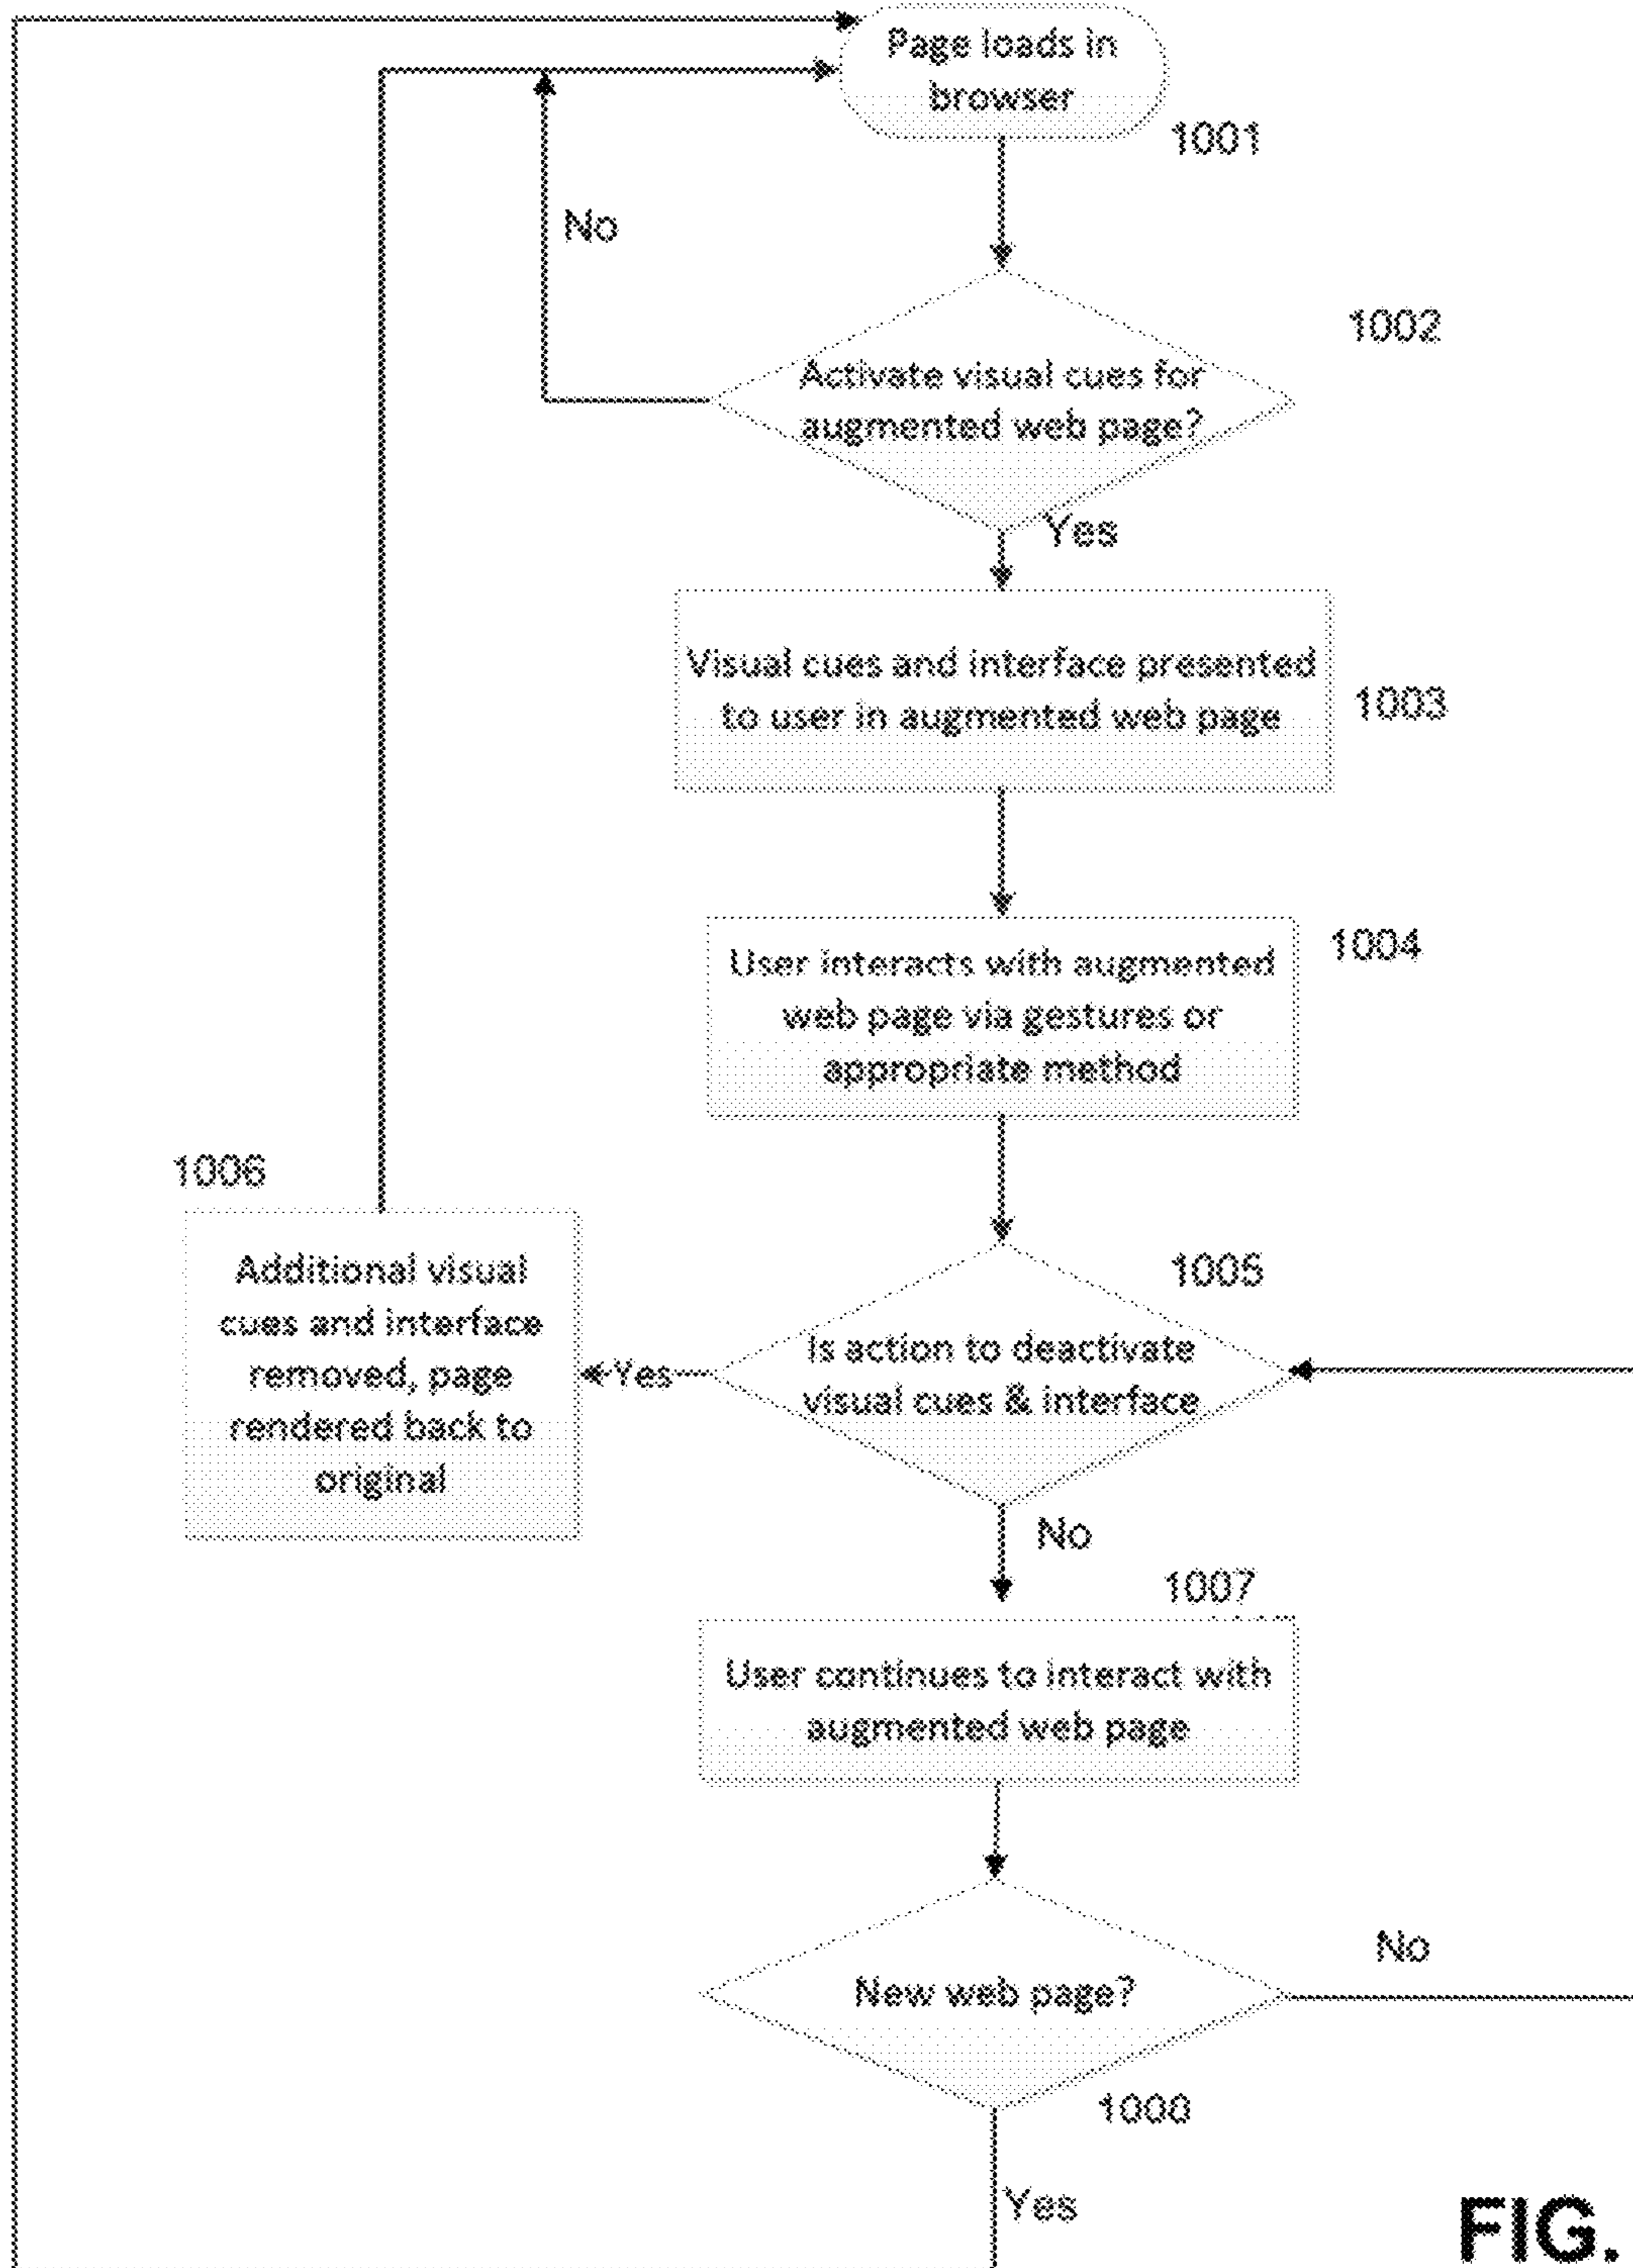 Page loads in
browser
1001
No
1002
Activate visual cues for
augmented web page?
Yes
Visual cues and interface presented
to user in augmented web page
1003
1004
User interacts with augmented
web page via gestures or
appropriate method
1006
Additional visual
cues and interface
removed, page
rendered back to
original
1005
Is action to deactivate
visual cues & interface
Yes
No
1007
User continues to interact with
augmented web page
New web page?
No
1000
Yes
FIG.